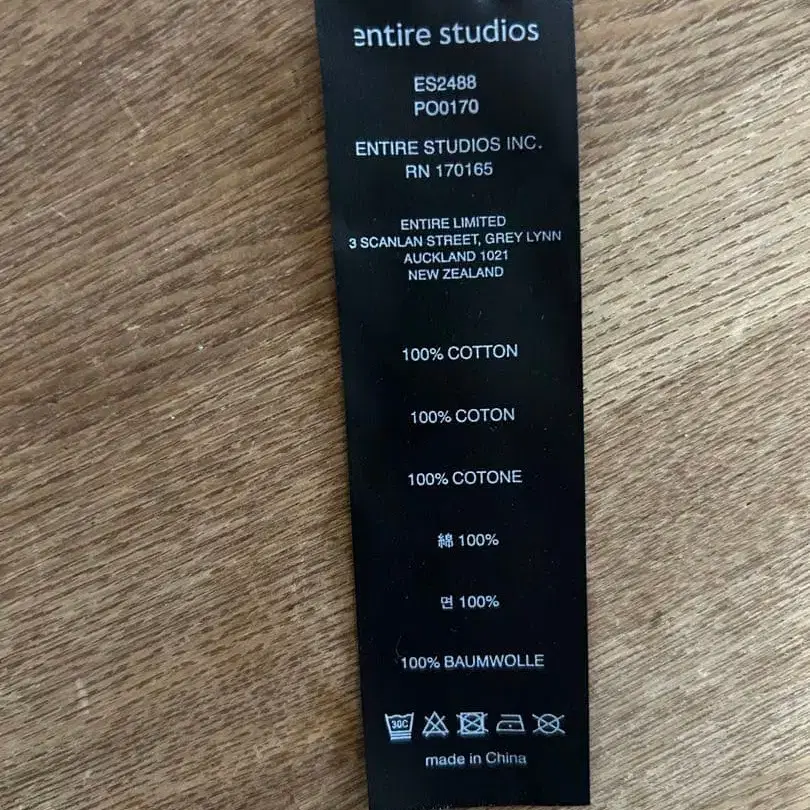 entire studios
ES2488
PO0170
ENTIRE STUDIOS INC.
RN 170165
ENTIRE LIMITED
3 SCANLAN STREET, GREY LYNN
AUCKLAND 1021
NEW ZEALAND
100% COTTON
100% COTON
100% COTONE
綿 100%
면 100%
100% BAUMWOLLE
30C
made in China